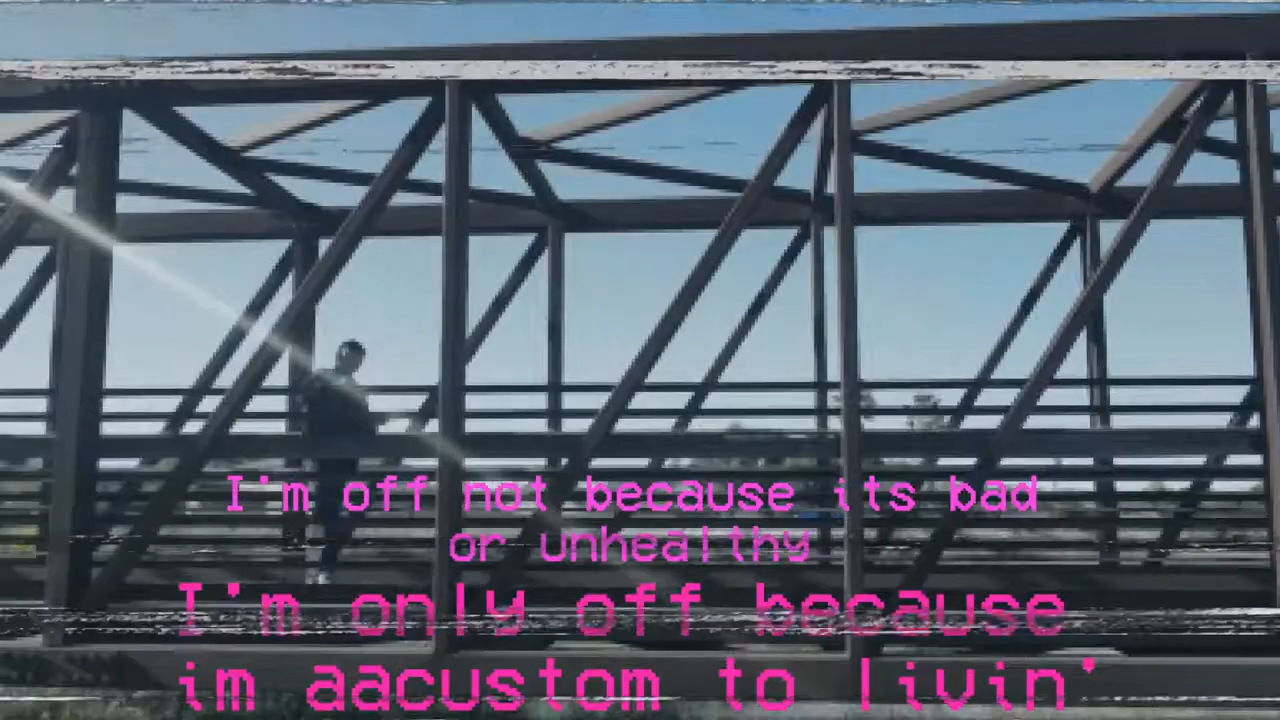 I'm off not because its bad
or unhealthy
I'm only off because
im aacustom to livin'